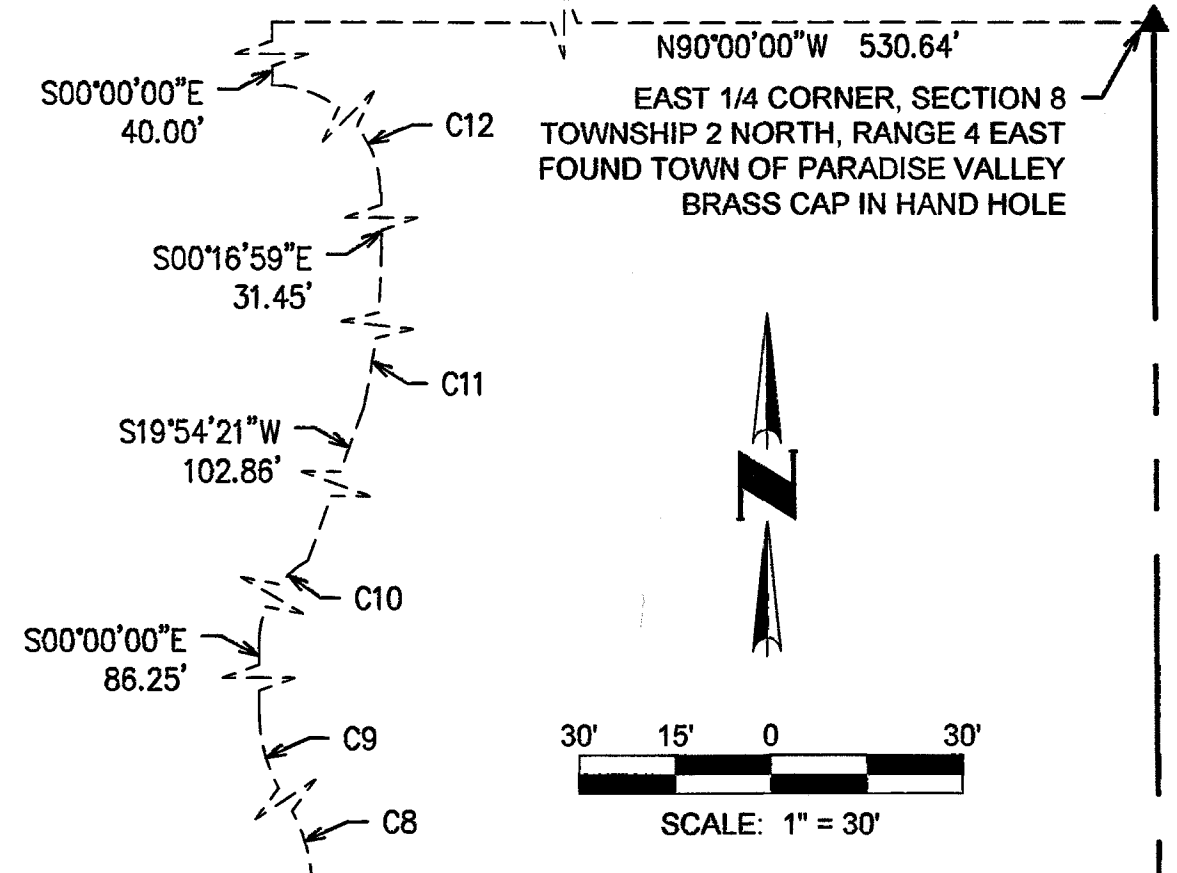 N90°00'00"W 530.64'
S00°00'00"E
40.00'
EAST 1/4 CORNER, SECTION 8
TOWNSHIP 2 NORTH, RANGE 4 EAST
FOUND TOWN OF PARADISE VALLEY
BRASS CAP IN HAND HOLE
C12
S00°16'59"E
31.45'
C11
S19°54'21"W
102.86'
N
C10
S00°00'00"E
86.25'
C9
30' 15' 0 30'
SCALE: 1" = 30'
C8